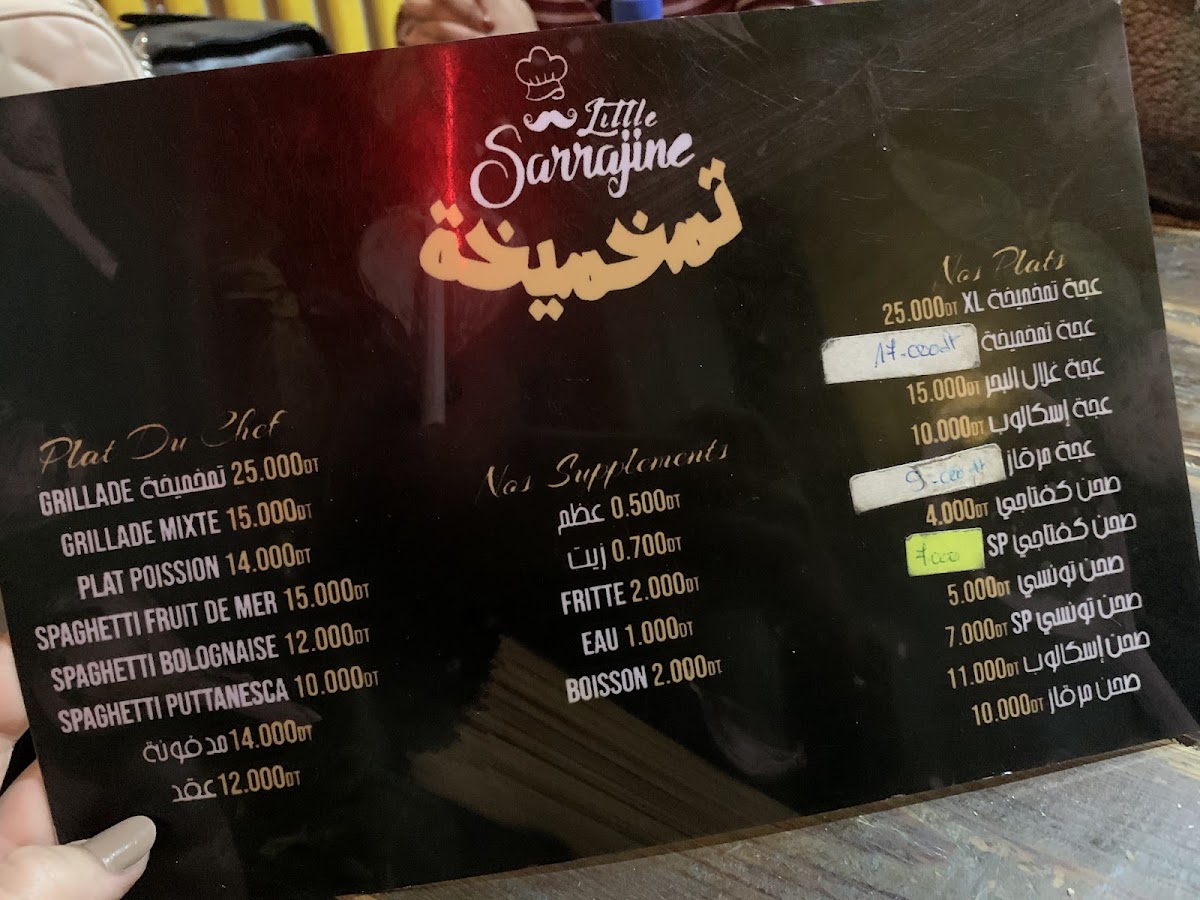 Little
Sarrajine
تمخميخة
Plat Du Chef
GRILLADE تمخميخة 25.000DT
GRILLADE MIXTE 15.000DT
PLAT POISSION 14.000DT
SPAGHETTI FRUIT DE MER 15.000DT
SPAGHETTI BOLOGNAISE 12.000DT
SPAGHETTI PUTTANESCA 10.000DT
مدفونة 14.000DT
عقد 12.000DT
Nos Supplements
عظم 0.500DT
زيت 0.700DT
FRITTE 2.000DT
EAU 1.000DT
BOISSON 2.000DT
Nos Plats
عجة تمخميخة XL 25.000DT
عجة تمخميخة 17.000dt
عجة غلال البحر 15.000DT
عجة إسكالوب 10.000DT
عجة مرقاز 9.000dt
صحن كفتاجي 4.000DT
صحن كفتاجي SP 7000
صحن تونسي 5.000DT
صحن تونسي SP 7.000DT
صحن إسكالوب 11.000DT
صحن مرقاز 10.000DT